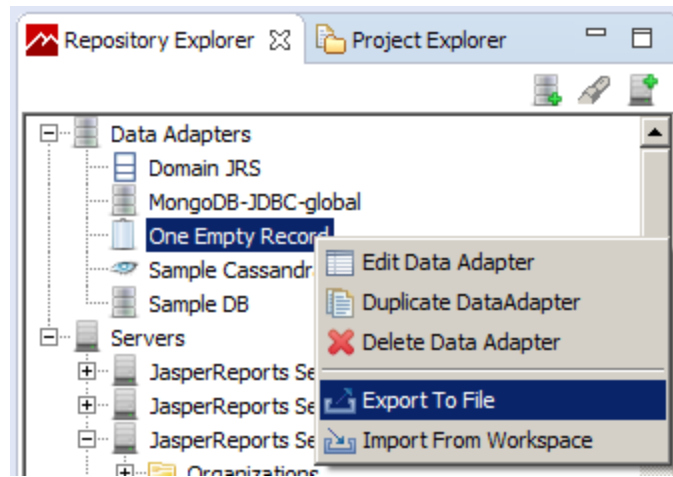 Repository Explorer Project Explorer
Data Adapters
Domain JRS
MongoDB-JDBC-global
One Empty Record
Sample Cassandr
Sample DB
Servers
JasperReports Se
JasperReports Se
JasperReports Se
Organizations
Edit Data Adapter
Duplicate DataAdapter
Delete Data Adapter
Export To File
Import From Workspace